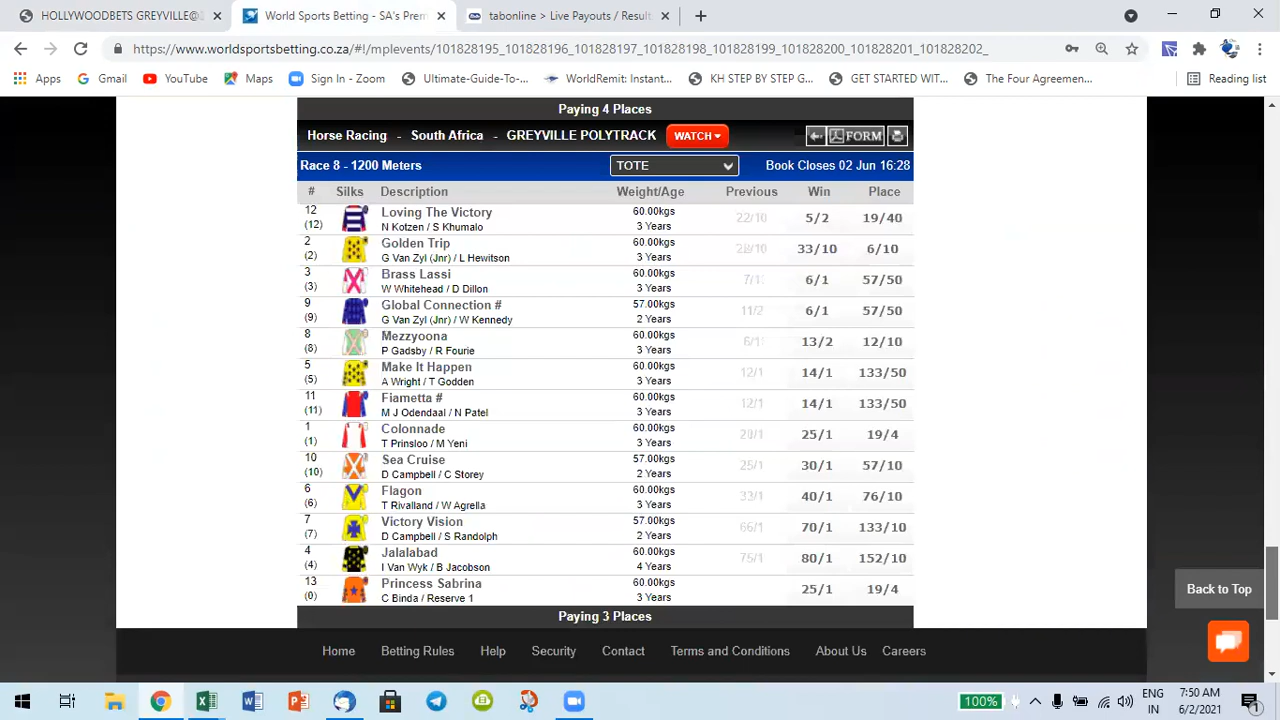 HOLLYWOODBETS GREYVILLE@
World Sports Betting - SA's Prem
tabonline > Live Payouts / Result
https://www.worldsportsbetting.co.za/#!/mplevents/101828195_101828196_101828197_101828198_101828199_101828200_101828201_101828202_
Apps Gmail YouTube Maps Sign In - Zoom Ultimate-Guide-To-... WorldRemit: Instant... KH STEP BY STEP G... GET STARTED WIT... The Four Agreemen... Reading list
Paying 4 Places
Horse Racing - South Africa - GREYVILLE POLYTRACK WATCH FORM
Race 8 - 1200 Meters TOTE Book Closes 02 Jun 16:28
# Silks Description Weight/Age Previous Win Place
12 Loving The Victory 60.00kgs 22/10 5/2 19/40
(12) N Kotzen / S Khumalo 3 Years
2 Golden Trip 60.00kgs 28/10 33/10 6/10
(2) G Van Zyl (Jnr) / L Hewitson 3 Years
3 Brass Lassi 60.00kgs 6/1 57/50
(3) W Whitehead / D Dillon 3 Years
9 Global Connection # 57.00kgs 11/2 6/1 57/50
(9) G Van Zyl (Jnr) / W Kennedy 2 Years
8 Mezzyoona 60.00kgs 13/2 12/10
(8) P Gadsby / R Fourie 3 Years
5 Make It Happen 60.00kgs 12/1 14/1 133/50
(5) A Wright / T Godden 3 Years
11 Fiametta # 60.00kgs 12/1 14/1 133/50
(11) M J Odendaal / N Patel 3 Years
1 Colonnade 60.00kgs 20/1 25/1 19/4
(1) T Prinsloo / M Yeni 3 Years
10 Sea Cruise 57.00kgs 25/1 30/1 57/10
(10) D Campbell / C Storey 2 Years
6 Flagon 60.00kgs 33/1 40/1 76/10
(6) T Rivalland / W Agrella 3 Years
7 Victory Vision 57.00kgs 66/1 70/1 133/10
(7) D Campbell / S Randolph 2 Years
4 Jalalabad 60.00kgs 75/1 80/1 152/10
(4) I Van Wyk / B Jacobson 4 Years
13 Princess Sabrina 60.00kgs 25/1 19/4
(0) C Binda / Reserve 1 3 Years
Back to Top
Paying 3 Places
Home Betting Rules Help Security Contact Terms and Conditions About Us Careers
100% ENG 7:50 AM
IN 6/2/2021 1